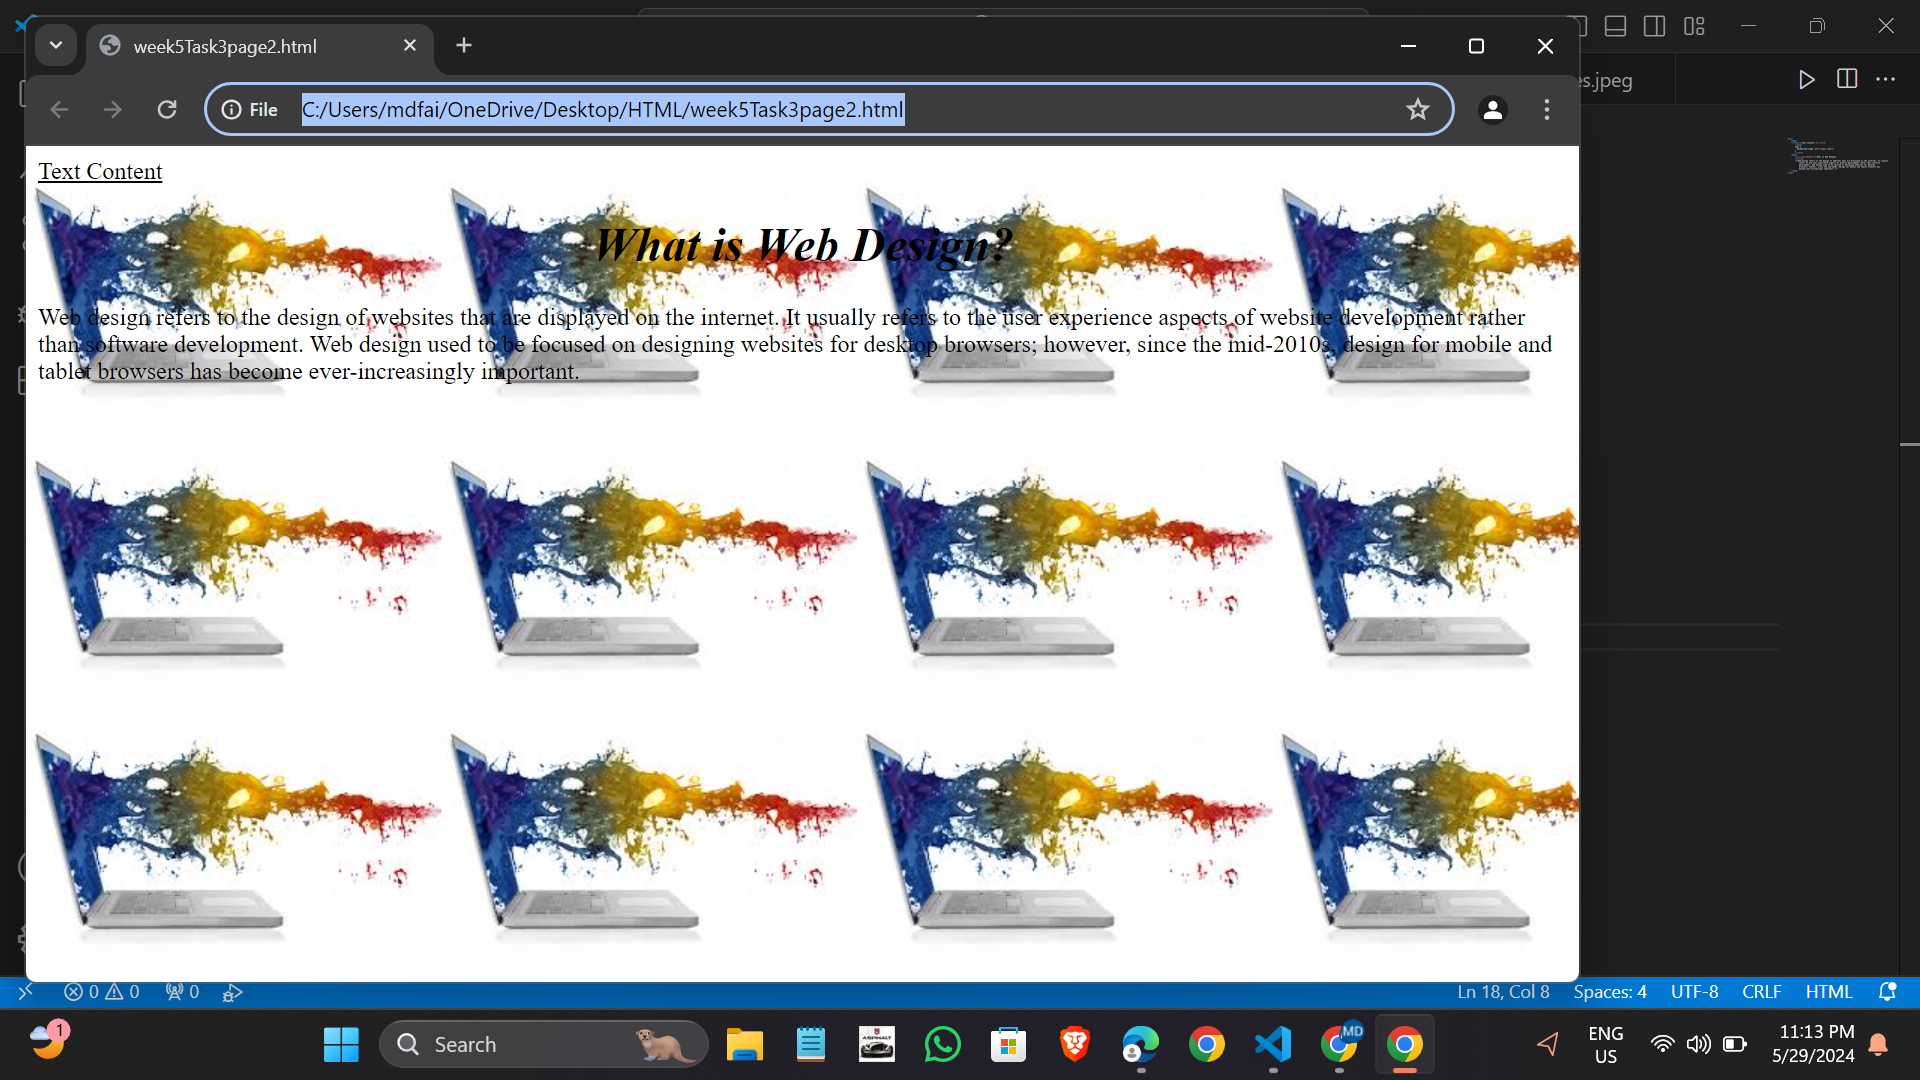 week5Task3page2.html
es.jpeg
File C:/Users/mdfai/OneDrive/Desktop/HTML/week5Task3page2.html
Text Content
What is Web Design?
Web design refers to the design of websites that are displayed on the internet. It usually refers to the user experience aspects of website development rather
than software development. Web design used to be focused on designing websites for desktop browsers; however, since the mid-2010s, design for mobile and
tablet browsers has become ever-increasingly important.
0 0 0 Ln 18, Col 8 Spaces: 4 UTF-8 CRLF HTML
1
Search
ASPHALT
MD
ENG
US
11:13 PM
5/29/2024